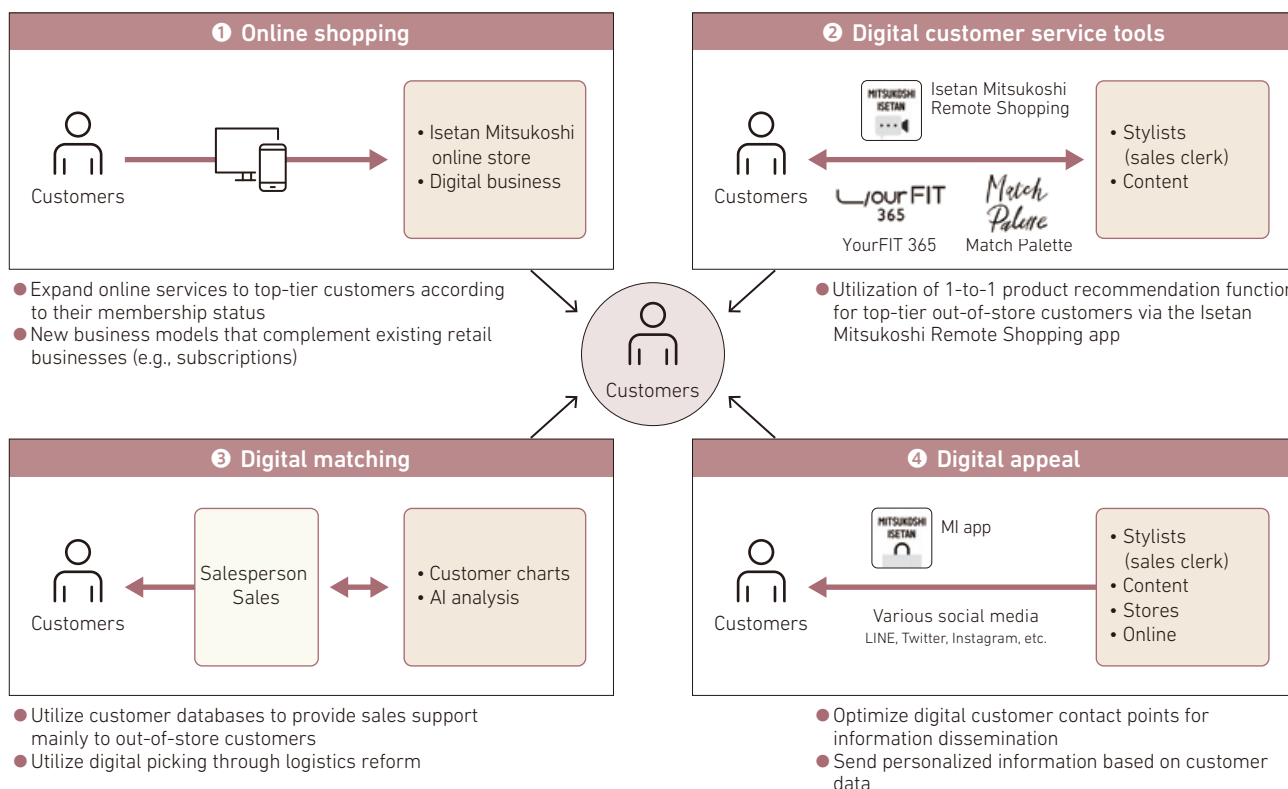 ❶ Online shopping
Customers
• Isetan Mitsukoshi
online store
• Digital business
● Expand online services to top-tier customers according
to their membership status
● New business models that complement existing retail
businesses (e.g., subscriptions)
❷ Digital customer service tools
MITSUKOSHI
ISETAN
Isetan Mitsukoshi
Remote Shopping
Customers
YourFIT
365
Match
Palette
YourFIT 365
Match Palette
• Stylists
(sales clerk)
• Content
● Utilization of 1-to-1 product recommendation function
for top-tier out-of-store customers via the Isetan
Mitsukoshi Remote Shopping app
Customers
❸ Digital matching
Customers
Salesperson
Sales
• Customer charts
• AI analysis
● Utilize customer databases to provide sales support
mainly to out-of-store customers
● Utilize digital picking through logistics reform
❹ Digital appeal
MITSUKOSHI
ISETAN
MI app
Customers
Various social media
LINE, Twitter, Instagram, etc.
• Stylists
(sales clerk)
• Content
• Stores
• Online
● Optimize digital customer contact points for
information dissemination
● Send personalized information based on customer
data